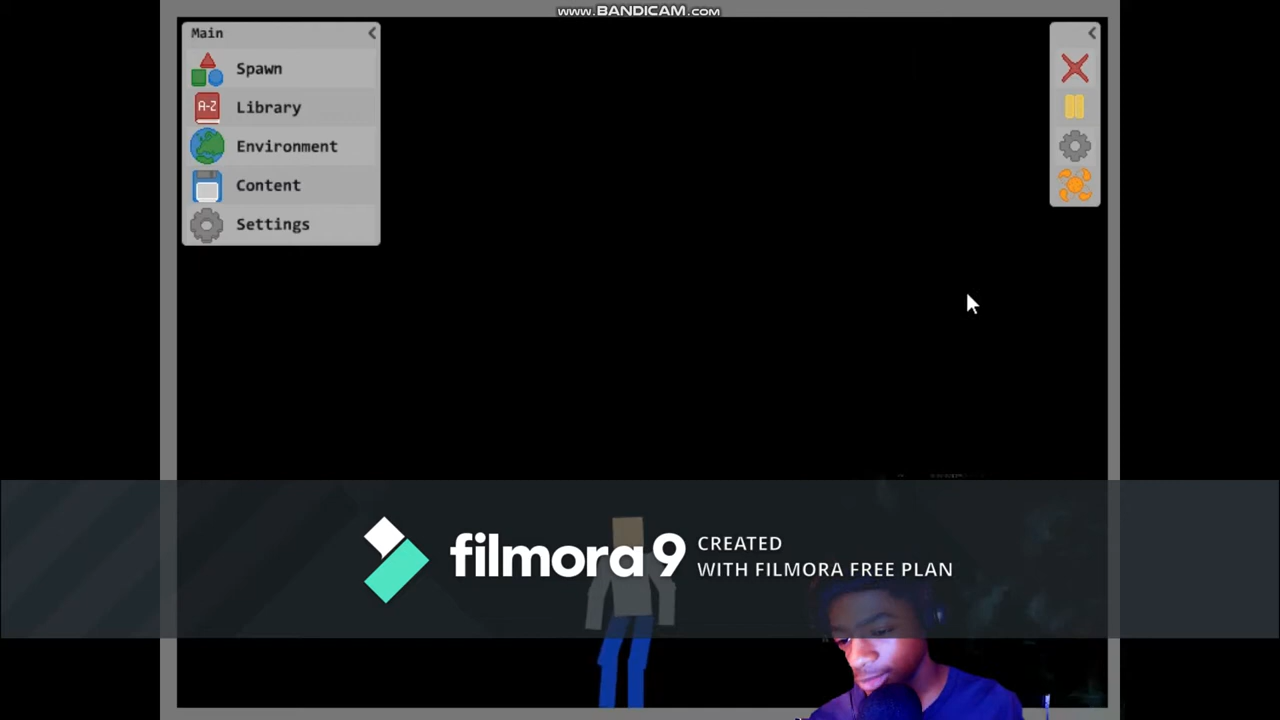 www.BANDICAM.com
Main
Spawn
A-Z
Library
Environment
Content
Settings
filmora9
CREATED
WITH FILMORA FREE PLAN